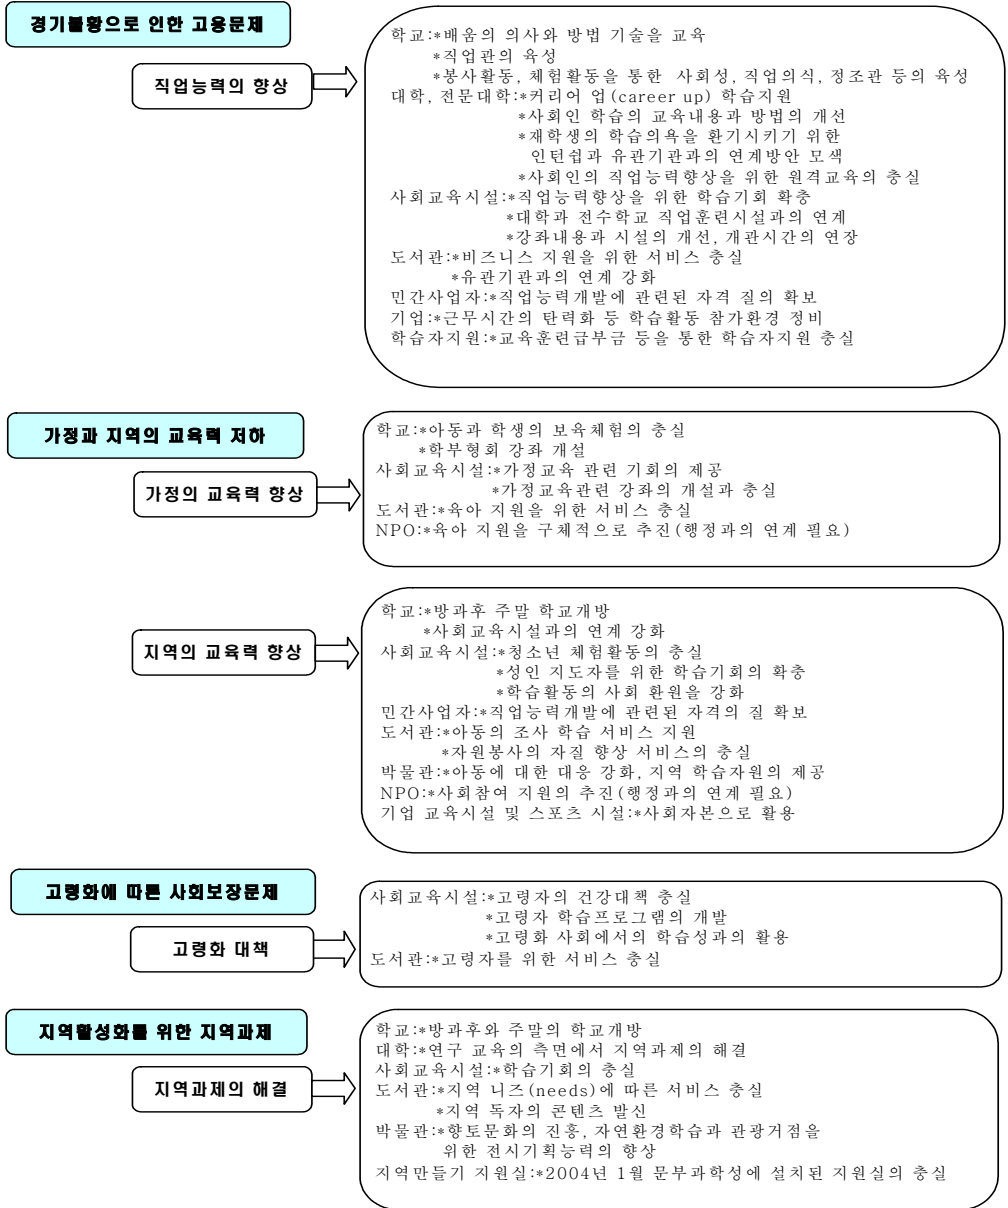 경기불황으로 인한 고용문제
직업능력의 향상
학교:*배움의 의사와 방법 기술을 교육
*직업관의 육성
*봉사활동, 체험활동을 통한 사회성, 직업의식, 정조관 등의 육성
대학, 전문대학:*커리어 업(career up) 학습지원
*사회인 학습의 교육내용과 방법의 개선
*재학생의 학습의욕을 환기시키기 위한
인턴쉽과 유관기관과의 연계방안 모색
*사회인의 직업능력향상을 위한 원격교육의 충실
사회교육시설:*직업능력향상을 위한 학습기회 확충
*대학과 전수학교 직업훈련시설과의 연계
*강좌내용과 시설의 개선, 개관시간의 연장
도서관:*비즈니스 지원을 위한 서비스 충실
*유관기관과의 연계 강화
민간사업자:*직업능력개발에 관련된 자격 질의 확보
기업:*근무시간의 탄력화 등 학습활동 참가환경 정비
학습자지원:*교육훈련급부금 등을 통한 학습자지원 충실
가정과 지역의 교육력 저하
가정의 교육력 향상
학교:*아동과 학생의 보육체험의 충실
*학부형회 강좌 개설
사회교육시설:*가정교육 관련 기회의 제공
*가정교육관련 강좌의 개설과 충실
도서관:*육아 지원을 위한 서비스 충실
NPO:*육아 지원을 구체적으로 추진(행정과의 연계 필요)
지역의 교육력 향상
학교:*방과후 주말 학교개방
*사회교육시설과의 연계 강화
사회교육시설:*청소년 체험활동의 충실
*성인 지도자를 위한 학습기회의 확충
*학습활동의 사회 환원을 강화
민간사업자:*직업능력개발에 관련된 자격의 질 확보
도서관:*아동의 조사 학습 서비스 지원
*자원봉사의 자질 향상 서비스의 충실
박물관:*아동에 대한 대응 강화, 지역 학습자원의 제공
NPO:*사회참여 지원의 추진(행정과의 연계 필요)
기업 교육시설 및 스포츠 시설:*사회자본으로 활용
고령화에 따른 사회보장문제
고령화 대책
사회교육시설:*고령자의 건강대책 충실
*고령자 학습프로그램의 개발
*고령화 사회에서의 학습성과의 활용
도서관:*고령자를 위한 서비스 충실
지역활성화를 위한 지역과제
지역과제의 해결
학교:*방과후와 주말의 학교개방
대학:*연구 교육의 측면에서 지역과제의 해결
사회교육시설:*학습기회의 충실
도서관:*지역 니즈(needs)에 따른 서비스 충실
*지역 독자의 콘텐츠 발신
박물관:*향토문화의 진흥, 자연환경학습과 관광거점을
위한 전시기획능력의 향상
지역만들기 지원실:*2004년 1월 문부과학성에 설치된 지원실의 충실